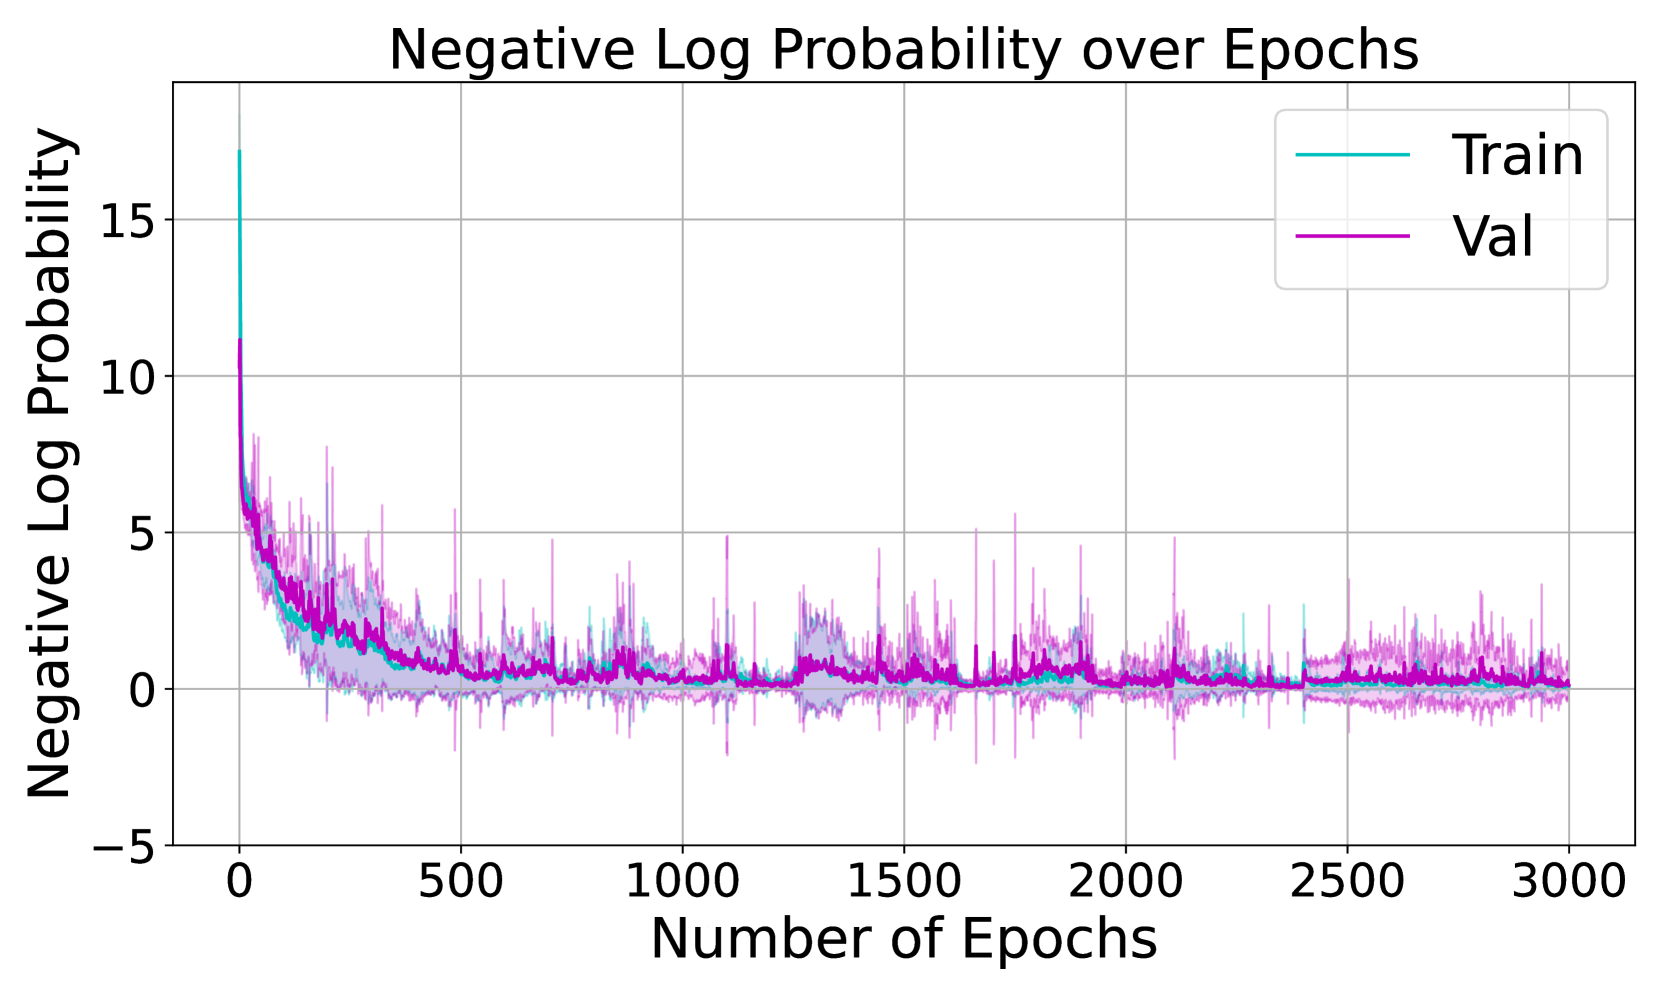 Negative Log Probability over Epochs
Negative Log Probability
15
10
5
0
−5
Train
Val
0 500 1000 1500 2000 2500 3000
Number of Epochs